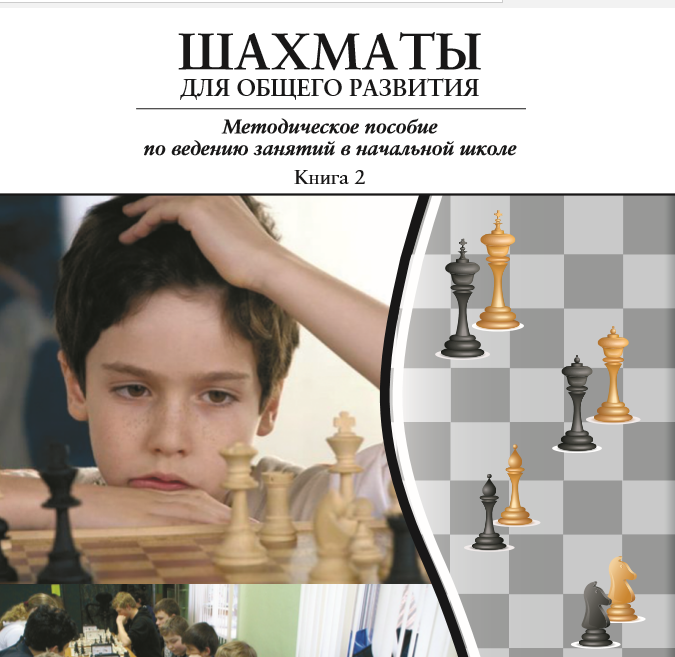 ШАХМАТЫ
ДЛЯ ОБЩЕГО РАЗВИТИЯ
Методическое пособие
по ведению занятий в начальной школе
Книга 2